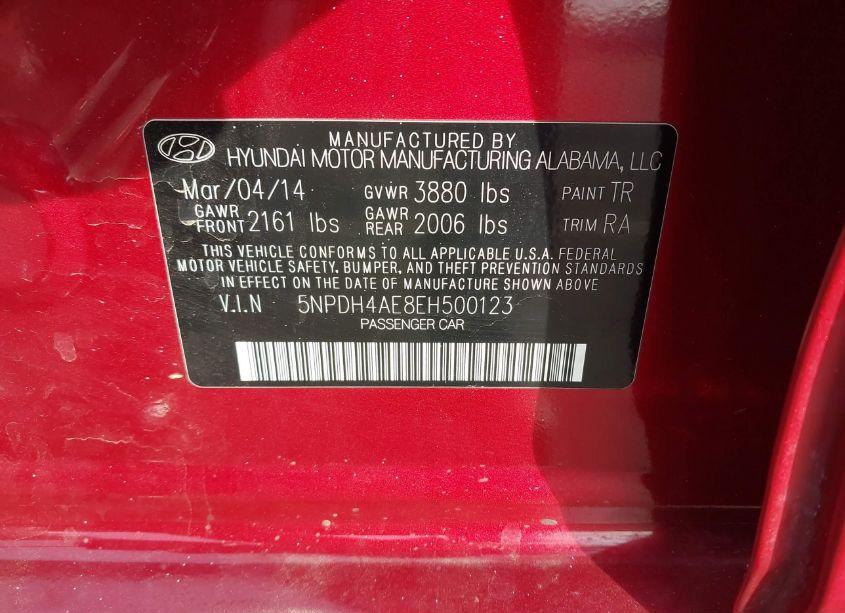 MANUFACTURED BY
HYUNDAI MOTOR MANUFACTURING ALABAMA, LLC
Mar/04/14 GVWR 3880 lbs PAINT TR
GAWR FRONT 2161 lbs GAWR REAR 2006 lbs TRIM RA
THIS VEHICLE CONFORMS TO ALL APPLICABLE U.S.A. FEDERAL
MOTOR VEHICLE SAFETY, BUMPER, AND THEFT PREVENTION STANDARDS
IN EFFECT ON THE DATE OF MANUFACTURE SHOWN ABOVE
V.I.N 5NPDH4AE8EH500123
PASSENGER CAR